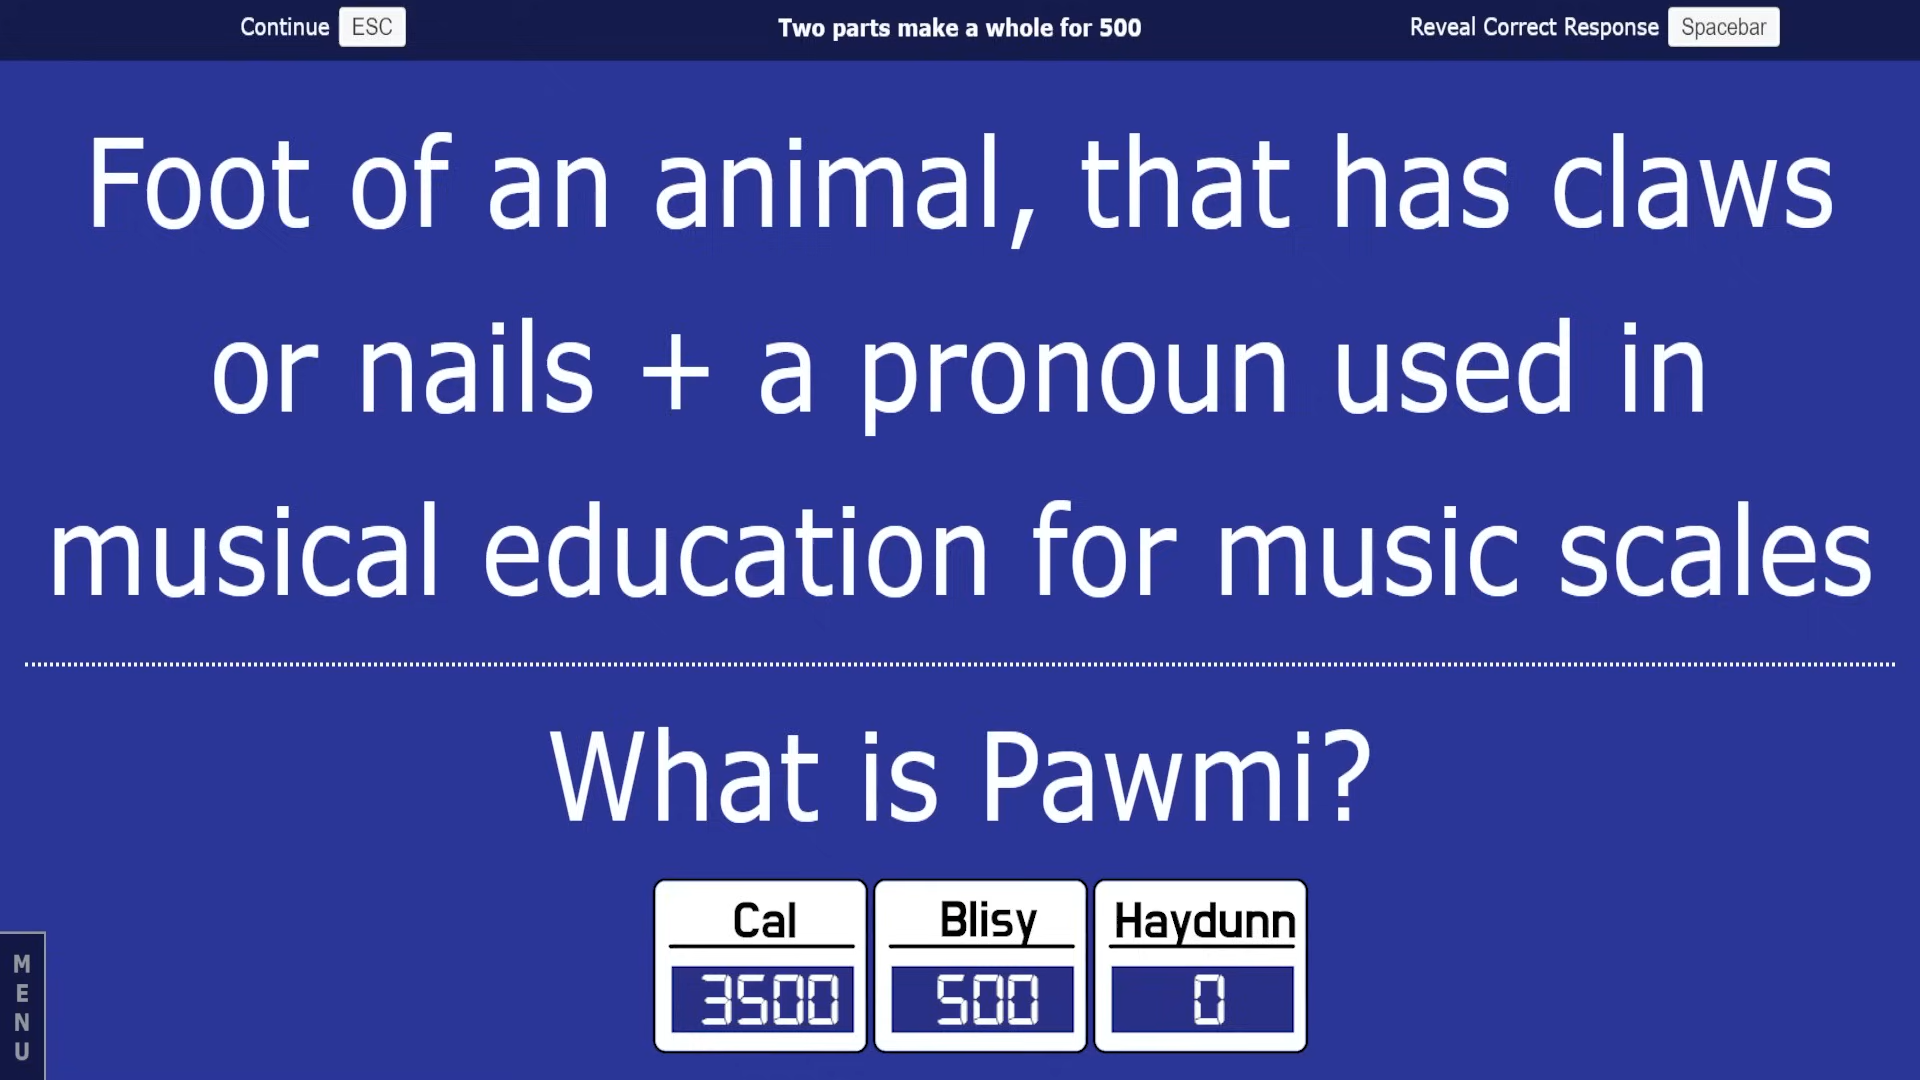 Continue ESC Two parts make a whole for 500 Reveal Correct Response Spacebar
Foot of an animal, that has claws
or nails + a pronoun used in
musical education for music scales
What is Pawmi?
Cal Blisy Haydunn
3500 500 0
MENU